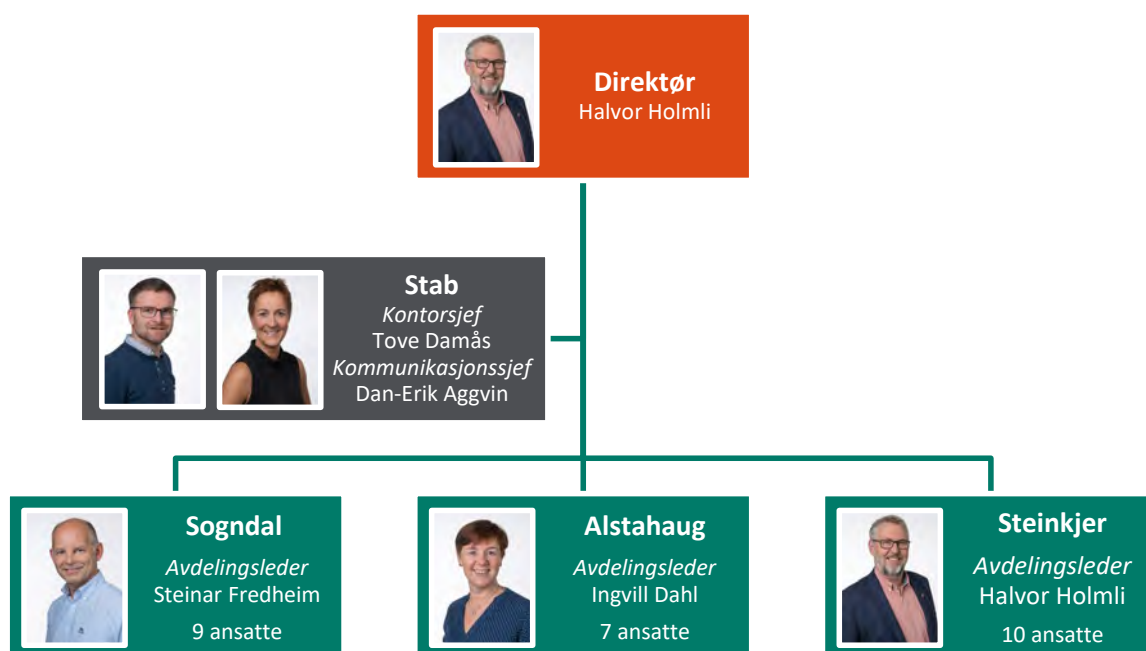 Direktør
Halvor Holmli
Stab
Kontorsjef
Tove Damås
Kommunikasjonssjef
Dan-Erik Aggvin
Sogndal
Avdelingsleder
Steinar Fredheim
9 ansatte
Alstahaug
Avdelingsleder
Ingvill Dahl
7 ansatte
Steinkjer
Avdelingsleder
Halvor Holmli
10 ansatte